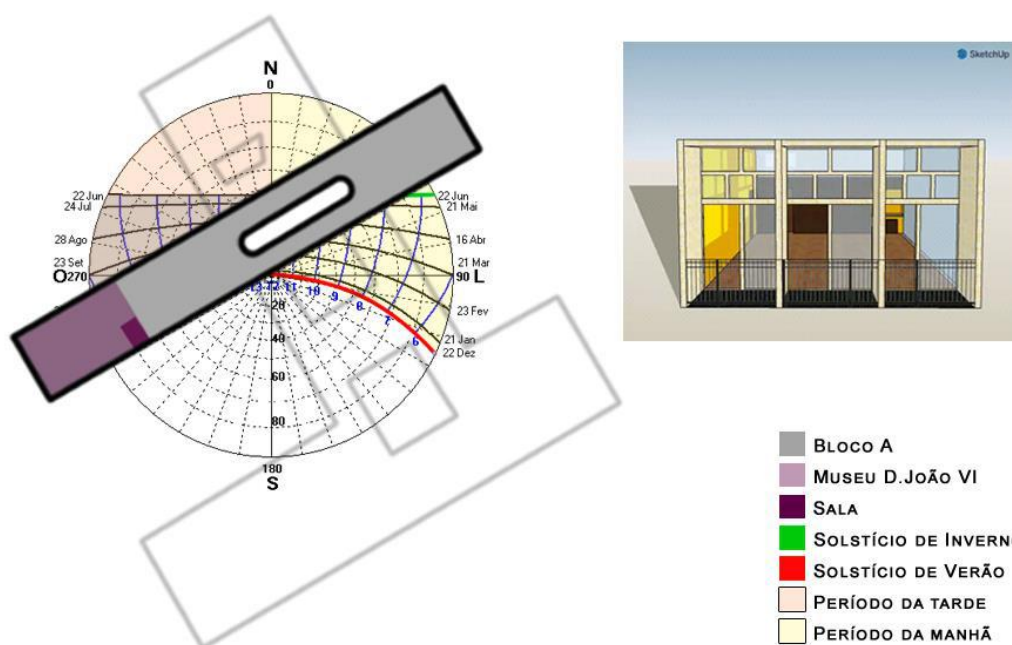 SketchUp
N
0
22 Jun
24 Jul
28 Ago
23 Set
O270
22 Jun
21 Mai
16 Abr
21 Mar
90 L
23 Fev
21 Jan
22 Dez
13 12 11 10 9 8 7 6
20
40
60
80
180
S
BLOCO A
MUSEU D.JOÃO VI
SALA
SOLSTÍCIO DE INVERN
SOLSTÍCIO DE VERÃO
PERÍODO DA TARDE
PERÍODO DA MANHÃ